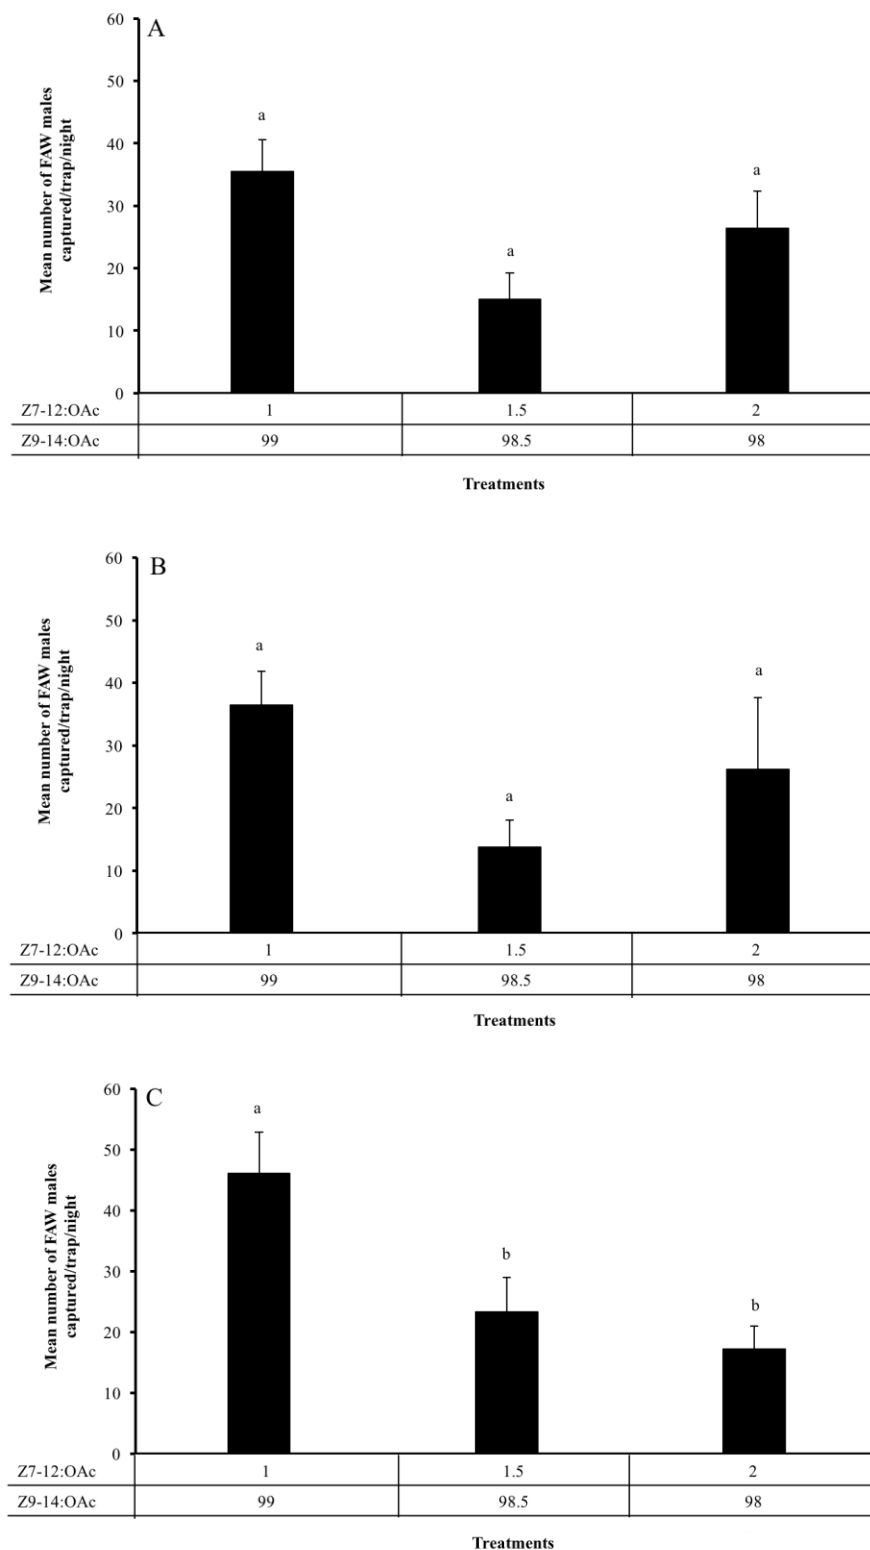 A
60
50
40
30
20
10
0
Mean number of FAW males
captured/trap/night
a
a
a
Z7-12:OAc 1 1.5 2
Z9-14:OAc 99 98.5 98
Treatments
B
60
50
40
30
20
10
0
Mean number of FAW males
captured/trap/night
a
a
a
Z7-12:OAc 1 1.5 2
Z9-14:OAc 99 98.5 98
Treatments
C
60
50
40
30
20
10
0
Mean number of FAW males
captured/trap/night
a
b
b
Z7-12:OAc 1 1.5 2
Z9-14:OAc 99 98.5 98
Treatments